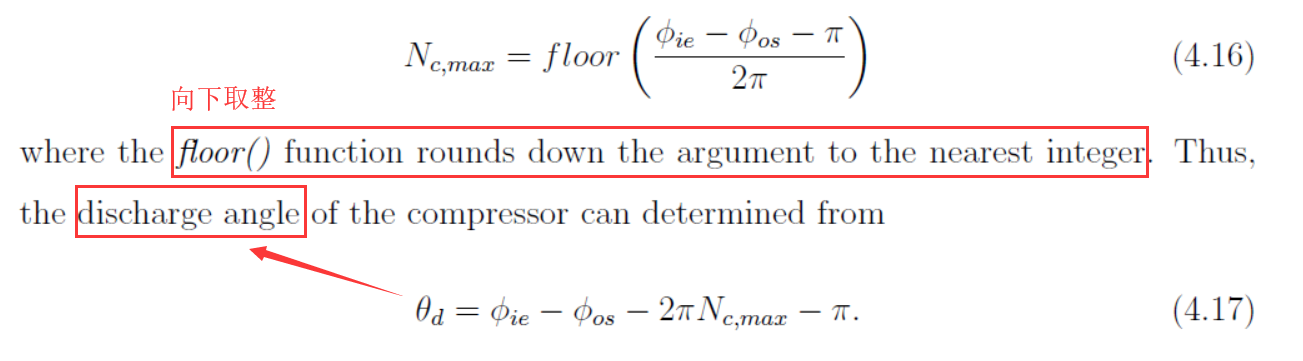 N_{c,max} = floor ( (ϕ_{ie} − ϕ_{os} − π) / 2π ) (4.16)
向下取整
where the floor() function rounds down the argument to the nearest integer. Thus,
the discharge angle of the compressor can determined from
θ_d = ϕ_{ie} − ϕ_{os} − 2πN_{c,max} − π. (4.17)